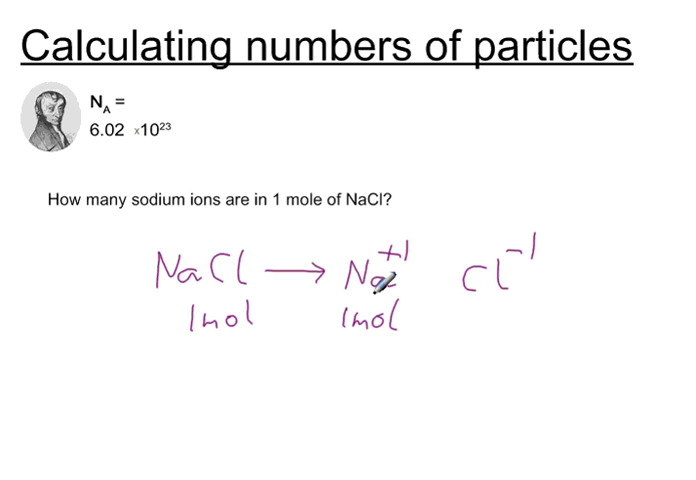 Calculating numbers of particles
N_A =
6.02 x10²³
How many sodium ions are in 1 mole of NaCl?
NaCl → Na⁺¹ Cl⁻¹
1mol 1mol